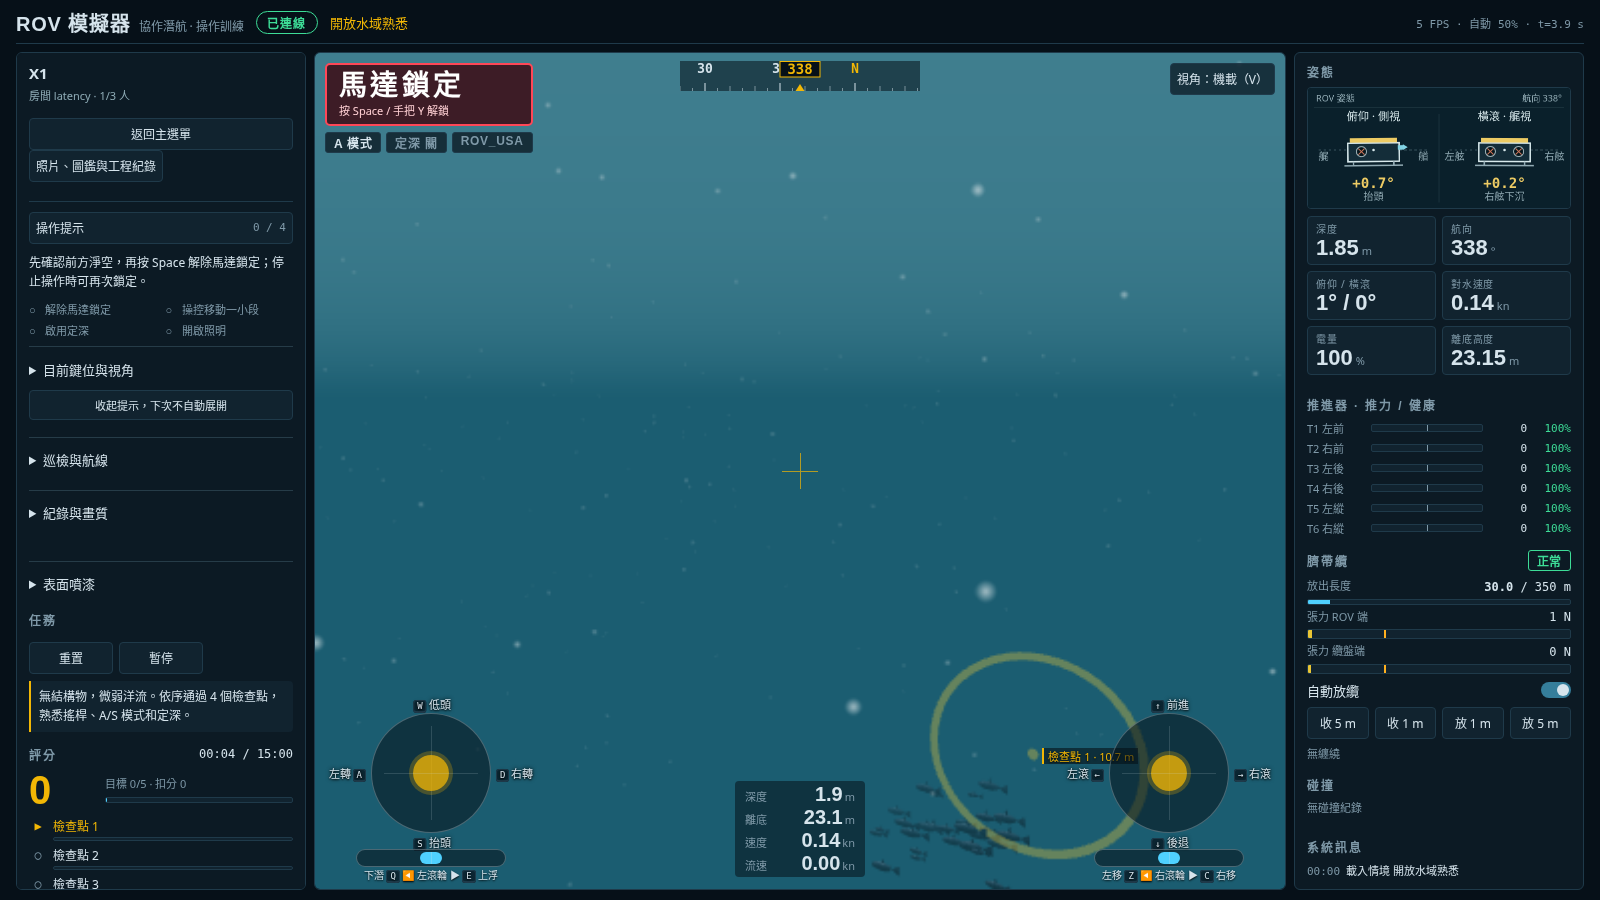 ROV 模擬器 協作潛航 · 操作訓練 已連線 開放水域熟悉 5 FPS · 自動 50% · t=3.9 s
X1
房間 latency · 1/3 人
返回主選單
照片、圖鑑與工程紀錄
操作提示 0 / 4
先確認前方淨空，再按 Space 解除馬達鎖定；停
止操作時可再次鎖定。
○ 解除馬達鎖定 ○ 操控移動一小段
○ 啟用定深 ○ 開啟照明
▶ 目前鍵位與視角
收起提示，下次不自動展開
▶ 巡檢與航線
▶ 紀錄與畫質
▶ 表面噴漆
任務
重置 暫停
無結構物，微弱洋流。依序通過 4 個檢查點，
熟悉搖桿、A/S 模式和定深。
評分 00:04 / 15:00
0 目標 0/5 · 扣分 0
▶ 檢查點 1
○ 檢查點 2
○ 檢查點 3
馬達鎖定
按 Space / 手把 Y 解鎖
A 模式 定深 關 ROV_USA
30 3 338 N
視角：機載（V）
檢查點 1 · 10.7 m
W 低頭
左轉 A D 右轉
S 抬頭
下潛 Q ◀ 左滾輪 ▶ E 上浮
深度 1.9 m
離底 23.1 m
速度 0.14 kn
流速 0.00 kn
↑ 前進
左滾 ← → 右滾
↓ 後退
左移 Z ◀ 右滾輪 ▶ C 右移
姿態
ROV 姿態 航向 338°
俯仰 · 側視 橫滾 · 艉視
艉 艏 左舷 右舷
+0.7° +0.2°
抬頭 右舷下沉
深度 航向
1.85 m 338 °
俯仰 / 橫滾 對水速度
1° / 0° 0.14 kn
電量 離底高度
100 % 23.15 m
推進器 · 推力 / 健康
T1 左前 0 100%
T2 右前 0 100%
T3 左後 0 100%
T4 右後 0 100%
T5 左縱 0 100%
T6 右縱 0 100%
臍帶纜 正常
放出長度 30.0 / 350 m
張力 ROV 端 1 N
張力 纜盤端 0 N
自動放纜
收 5 m 收 1 m 放 1 m 放 5 m
無纏繞
碰撞
無碰撞紀錄
系統訊息
00:00 載入情境 開放水域熟悉